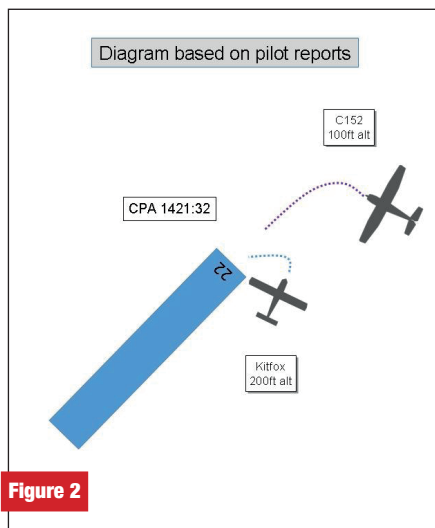 Diagram based on pilot reports
C152
100ft alt
CPA 1421:32
22
Kitfox
200ft alt
Figure 2